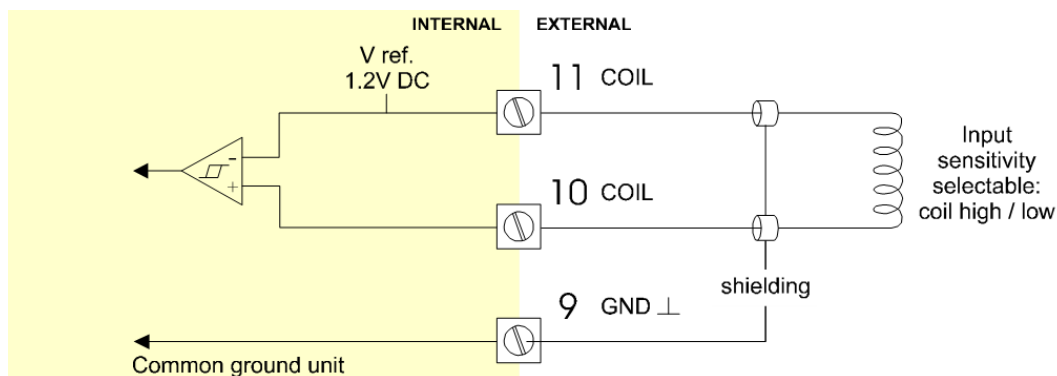 INTERNAL EXTERNAL
V ref.
1.2V DC
11 COIL
- 
+
10 COIL
Input
sensitivity
selectable:
coil high / low
shielding
9 GND ⊥
Common ground unit